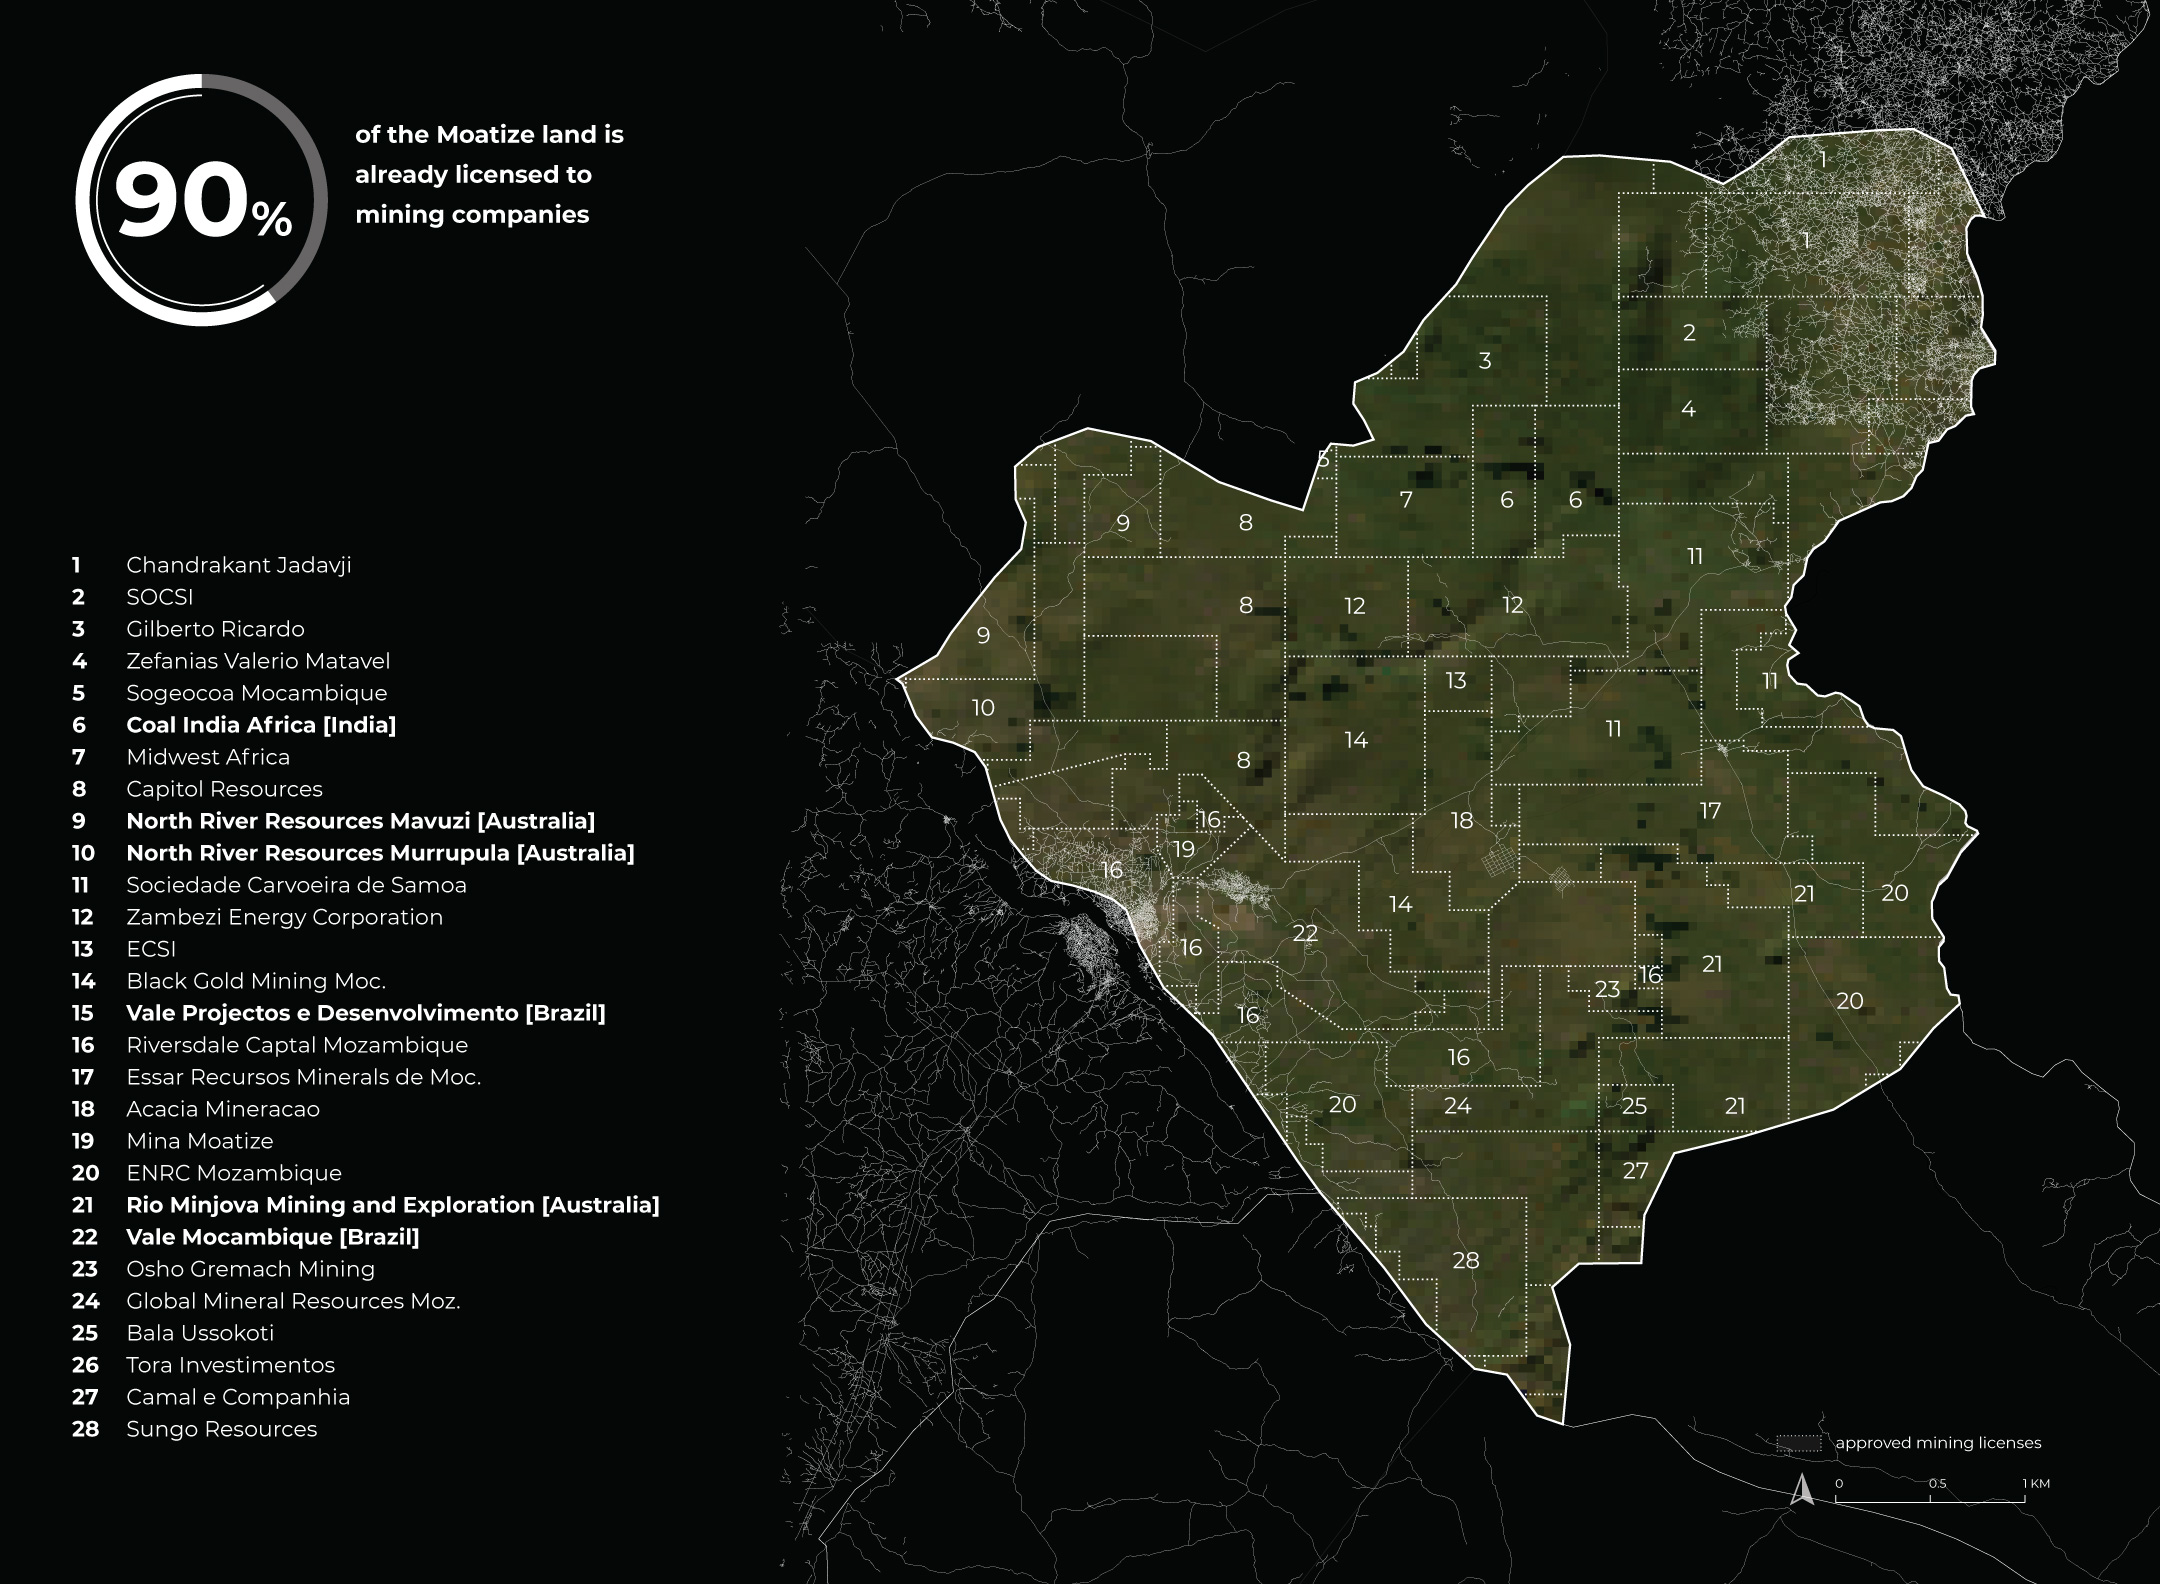 90%
of the Moatize land is
already licensed to
mining companies
1 Chandrakant Jadavji
2 SOCSI
3 Gilberto Ricardo
4 Zefanias Valerio Matavel
5 Sogeocoa Mocambique
6 Coal India Africa [India]
7 Midwest Africa
8 Capitol Resources
9 North River Resources Mavuzi [Australia]
10 North River Resources Murrupula [Australia]
11 Sociedade Carvoeira de Samoa
12 Zambezi Energy Corporation
13 ECSI
14 Black Gold Mining Moc.
15 Vale Projectos e Desenvolvimento [Brazil]
16 Riversdale Captal Mozambique
17 Essar Recursos Minerals de Moc.
18 Acacia Mineracao
19 Mina Moatize
20 ENRC Mozambique
21 Rio Minjova Mining and Exploration [Australia]
22 Vale Mocambique [Brazil]
23 Osho Gremach Mining
24 Global Mineral Resources Moz.
25 Bala Ussokoti
26 Tora Investimentos
27 Camal e Companhia
28 Sungo Resources
1
1
2
3
4
5
7
6
6
9
8
11
8
12
12
9
13
11
10
14
11
8
17
16
18
19
16
14
21
20
22
16
21
16
23
20
16
16
20
24
25
21
27
28
approved mining licenses
0 0.5 1 KM